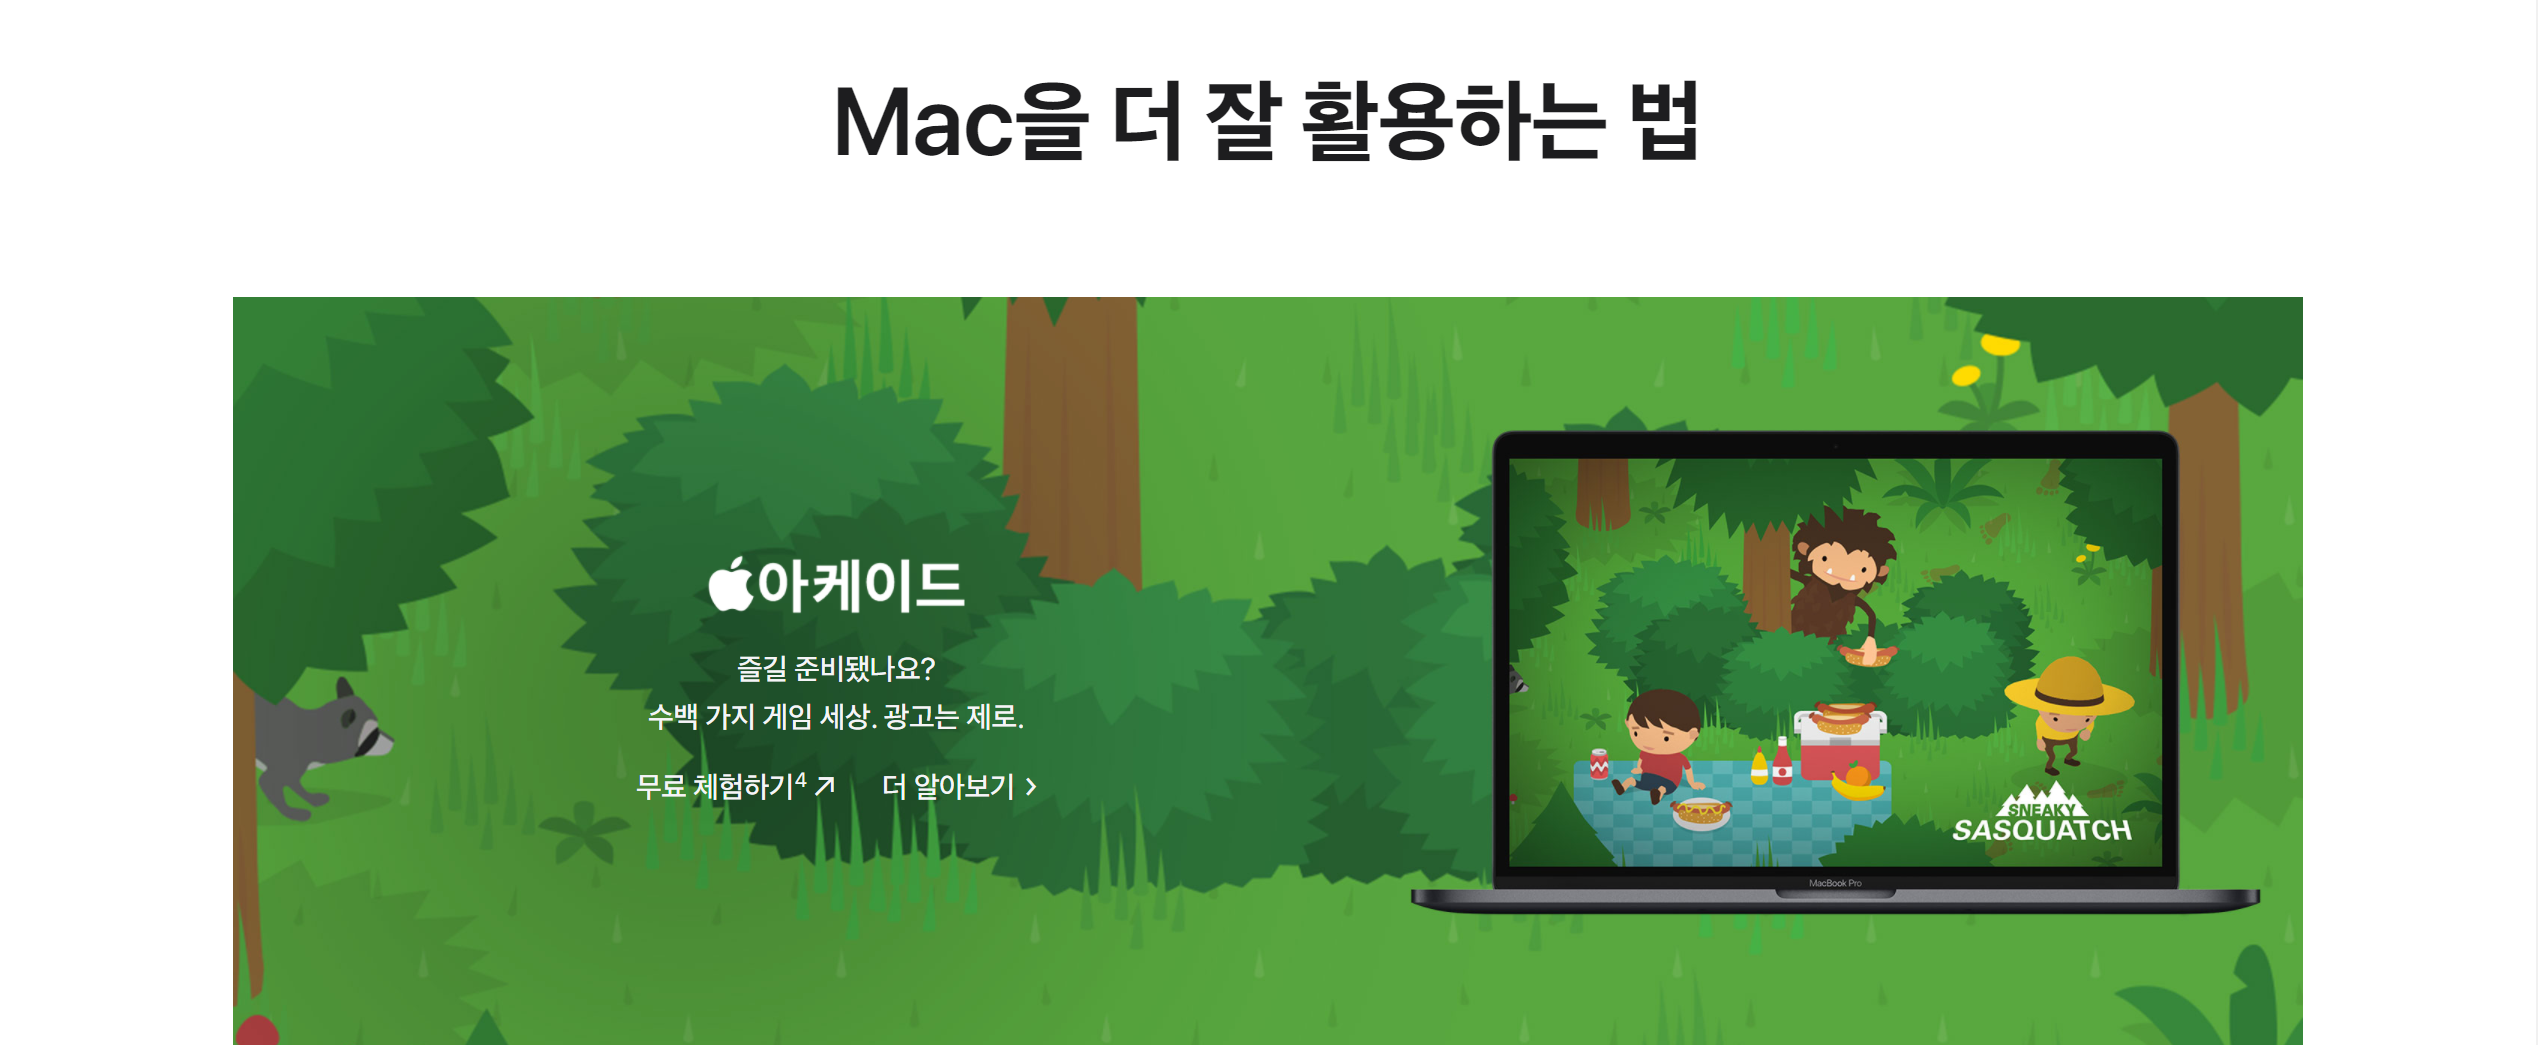 Mac을 더 잘 활용하는 법
아케이드
즐길 준비됐나요?
수백 가지 게임 세상. 광고는 제로.
무료 체험하기4 더 알아보기
SNEAKY
SASQUATCH
MacBook Pro